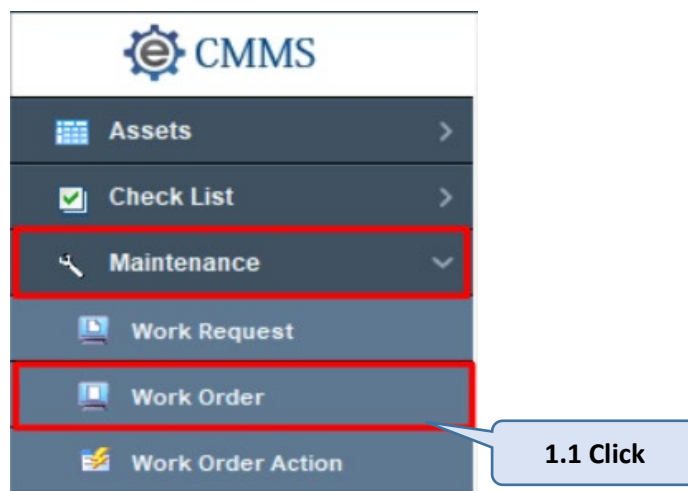 e CMMS
Assets
Check List
Maintenance
Work Request
Work Order
1.1 Click
Work Order Action